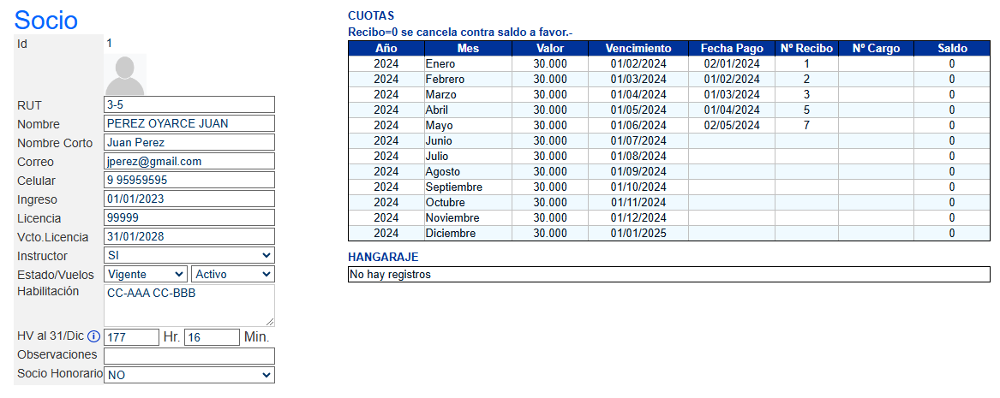 Socio
Id 1
RUT 3-5
Nombre PEREZ OYARCE JUAN
Nombre Corto Juan Perez
Correo jperez@gmail.com
Celular 9 95959595
Ingreso 01/01/2023
Licencia 99999
Vcto.Licencia 31/01/2028
Instructor SI
Estado/Vuelos Vigente Activo
Habilitación CC-AAA CC-BBB
HV al 31/Dic i 177 Hr. 16 Min.
Observaciones
Socio Honorario NO
CUOTAS
Recibo=0 se cancela contra saldo a favor.-
Año Mes Valor Vencimiento Fecha Pago Nº Recibo Nº Cargo Saldo
2024 Enero 30.000 01/02/2024 02/01/2024 1 0
2024 Febrero 30.000 01/03/2024 01/02/2024 2 0
2024 Marzo 30.000 01/04/2024 01/03/2024 3 0
2024 Abril 30.000 01/05/2024 01/04/2024 5 0
2024 Mayo 30.000 01/06/2024 02/05/2024 7 0
2024 Junio 30.000 01/07/2024 0
2024 Julio 30.000 01/08/2024 0
2024 Agosto 30.000 01/09/2024 0
2024 Septiembre 30.000 01/10/2024 0
2024 Octubre 30.000 01/11/2024 0
2024 Noviembre 30.000 01/12/2024 0
2024 Diciembre 30.000 01/01/2025 0
HANGARAJE
No hay registros